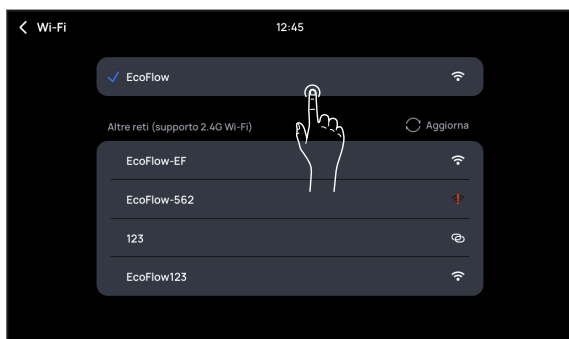 Wi-Fi
12:45
EcoFlow
Altre reti (supporto 2.4G Wi-Fi)
Aggiorna
EcoFlow-EF
EcoFlow-562
123
EcoFlow123